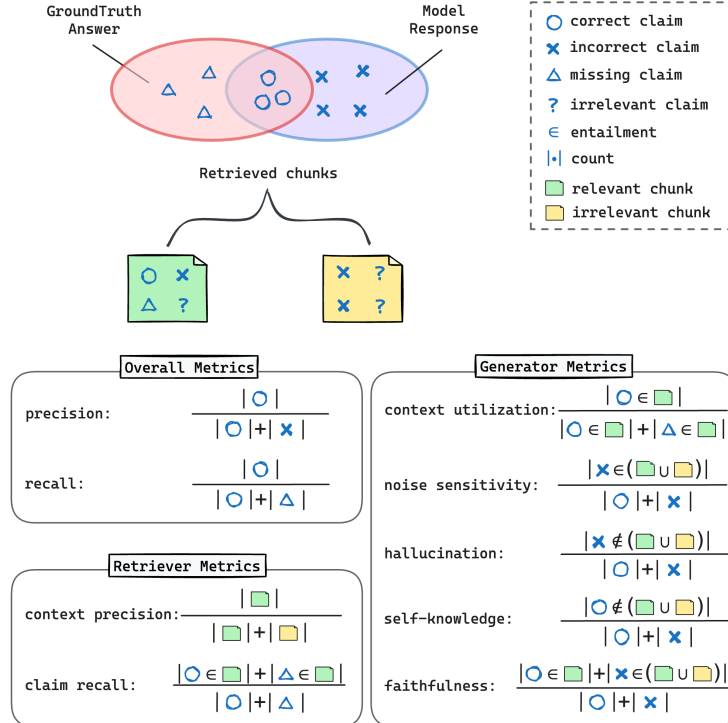 GroundTruth
Answer
Model
Response
correct claim
incorrect claim
missing claim
? irrelevant claim
∈ entailment
|•| count
relevant chunk
irrelevant chunk
Retrieved chunks
?
? ?
Overall Metrics
precision:
| |
| |+| |
recall:
| |
| |+| |
Retriever Metrics
context precision:
| |
| |+| |
claim recall:
| ∈ |+| ∈ |
| |+| |
Generator Metrics
context utilization:
| ∈ |
| ∈ |+| ∈ |
noise sensitivity:
| ∈( ∪ )|
| |+| |
hallucination:
| ∉( ∪ )|
| |+| |
self-knowledge:
| ∉( ∪ )|
| |+| |
faithfulness:
| ∈ |+| ∈( ∪ )|
| |+| |